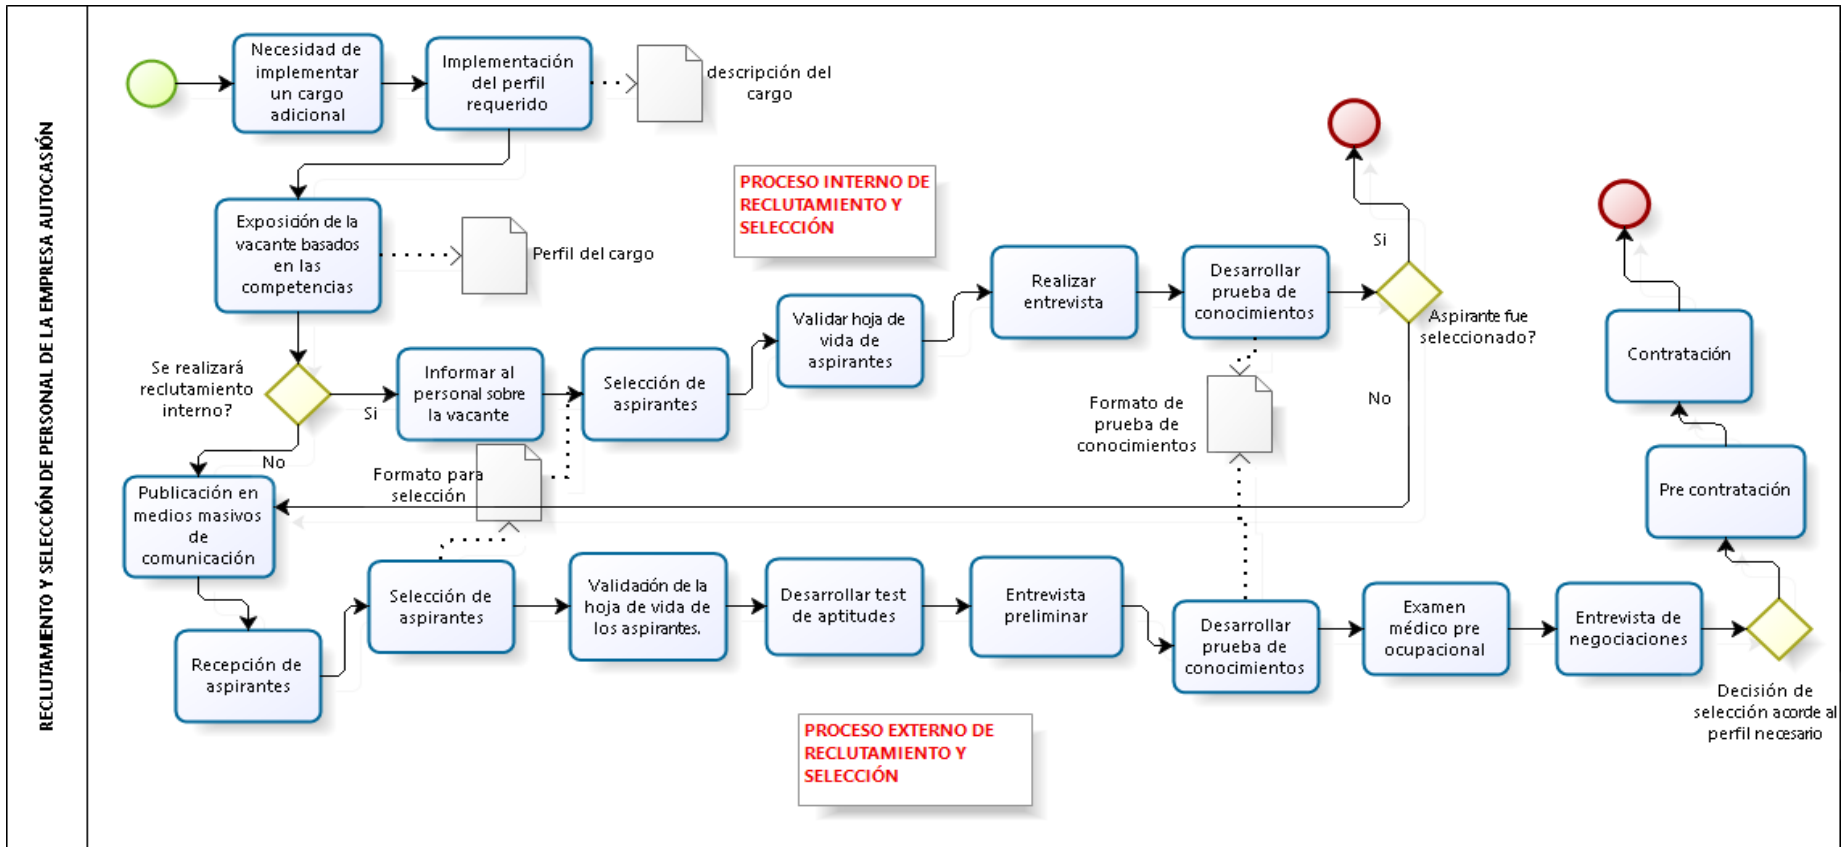 RECLUTAMIENTO Y SELECCIÓN DE PERSONAL DE LA EMPRESA AUTOCASIÓN
Necesidad de
implementar
un cargo
adicional
Implementación
del perfil
requerido
descripción del
cargo
Exposición de la
vacante basados
en las
competencias
Perfil del cargo
PROCESO INTERNO DE
RECLUTAMIENTO Y
SELECCIÓN
Se realizará
reclutamiento
interno?
Si
No
Informar al
personal sobre
la vacante
Selección de
aspirantes
Validar hoja de
vida de
aspirantes
Realizar
entrevista
Desarrollar
prueba de
conocimientos
Si
Aspirante fue
seleccionado?
No
Formato de
prueba de
conocimientos
Formato para
selección
Publicación en
medios masivos
de
comunicación
Recepción de
aspirantes
Selección de
aspirantes
Validación de la
hoja de vida de
los aspirantes.
Desarrollar test
de aptitudes
Entrevista
preliminar
Desarrollar
prueba de
conocimientos
Examen
médico pre
ocupacional
Entrevista de
negociaciones
Decisión de
selección acorde al
perfil necesario
Pre contratación
Contratación
PROCESO EXTERNO DE
RECLUTAMIENTO Y
SELECCIÓN